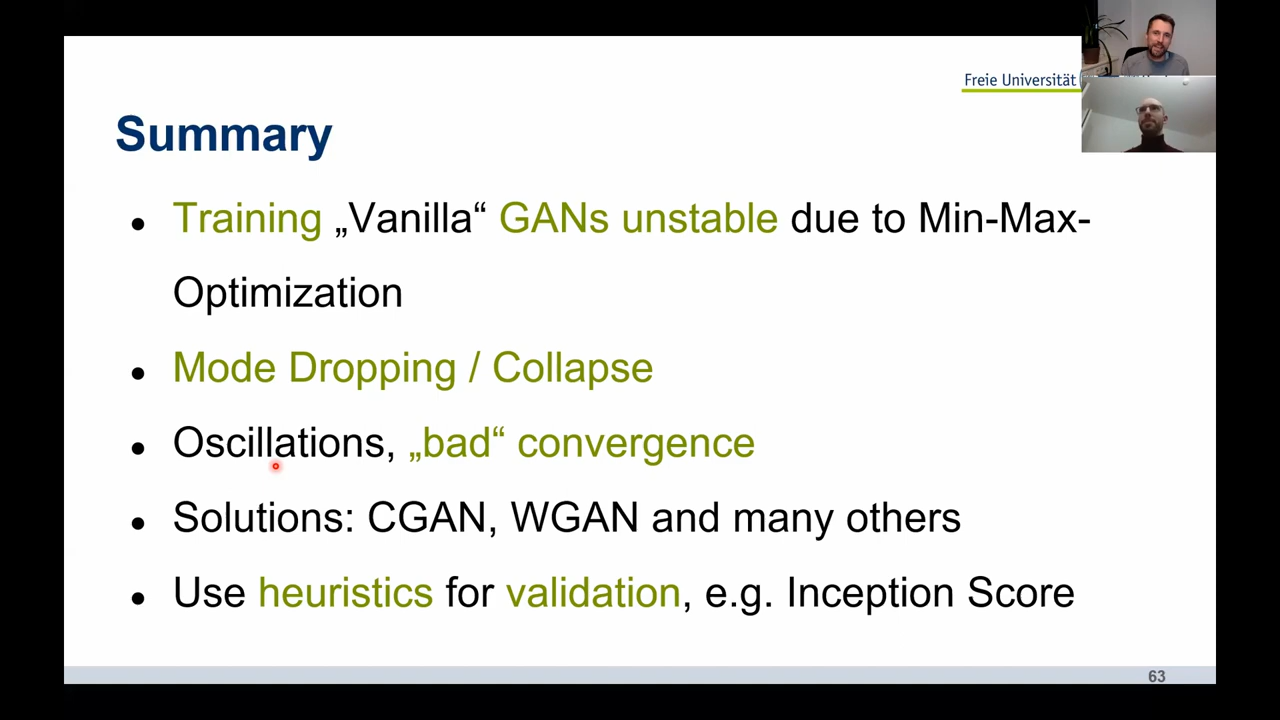 Freie Universität
Summary
Training „Vanilla“ GANs unstable due to Min-Max-
Optimization
Mode Dropping / Collapse
Oscillations, „bad“ convergence
Solutions: CGAN, WGAN and many others
Use heuristics for validation, e.g. Inception Score
63